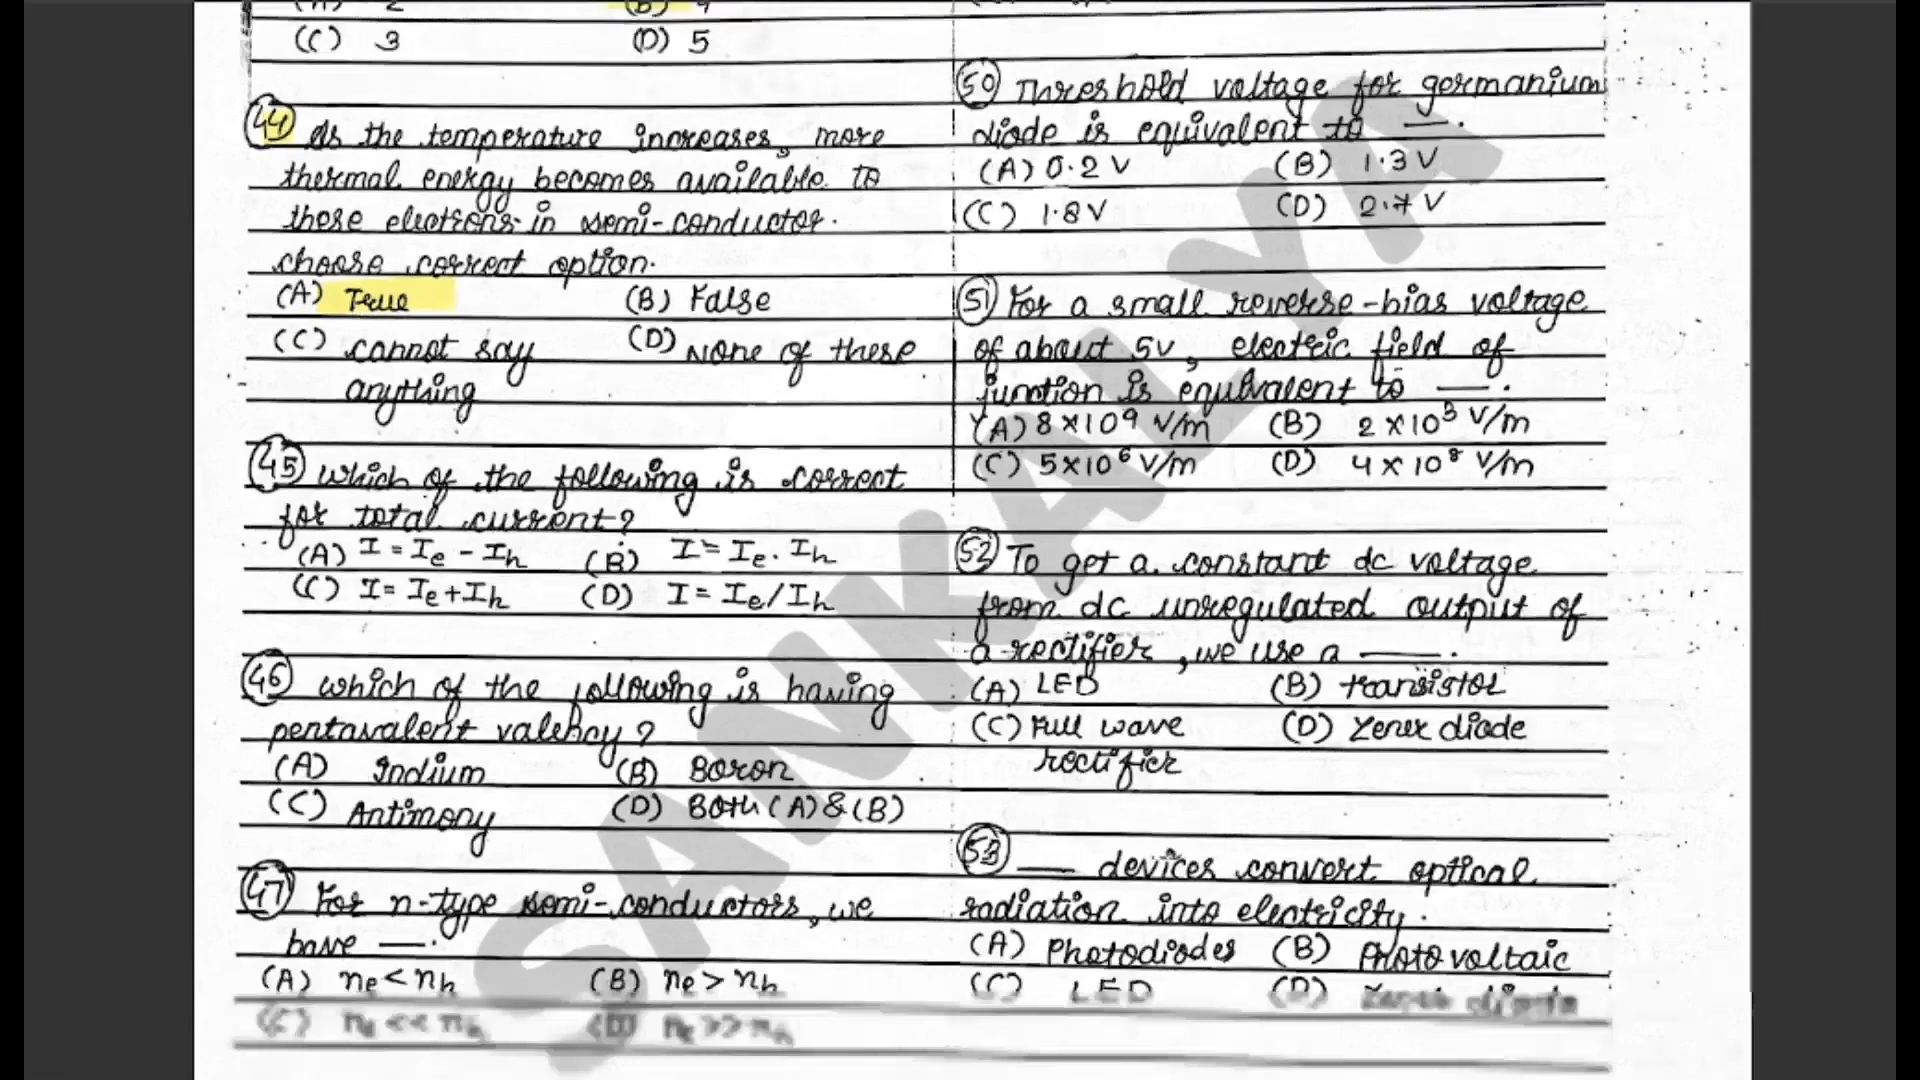 (C) 3 (D) 5
(44) As the temperature increases, more
thermal energy becomes available to
these electrons in semi-conductor.
choose correct option.
(A) True (B) False
(C) cannot say (D) None of these
anything
(45) which of the following is correct
for total current?
(A) I = Ie - Ih (B) I = Ie. Ih
(C) I = Ie + Ih (D) I = Ie/Ih
(46) which of the following is having
pentavalent valency?
(A) Indium (B) Boron
(C) Antimony (D) Both (A) & (B)
(47) For n-type semi-conductors, we
have —.
(A) ne < nh (B) ne > nh
(C) ne << nh (D) ne >> nh
(50) Threshold voltage for germanium
diode is equivalent to —.
(A) 0.2 V (B) 1.3 V
(C) 1.8 V (D) 2.7 V
(51) For a small reverse-bias voltage
of about 5V, electric field of
junction is equivalent to —.
(A) 8×10⁹ V/m (B) 2×10³ V/m
(C) 5×10⁶ V/m (D) 4×10⁸ V/m
(52) To get a constant dc voltage
from dc unregulated output of
a rectifier, we use a —.
(A) LED (B) transistor
(C) Full wave (D) Zener diode
rectifier
(53) — devices convert optical
radiation into electricity.
(A) Photodiodes (B) Photovoltaic
(C) LED (D) Zener diode
SANKALYA